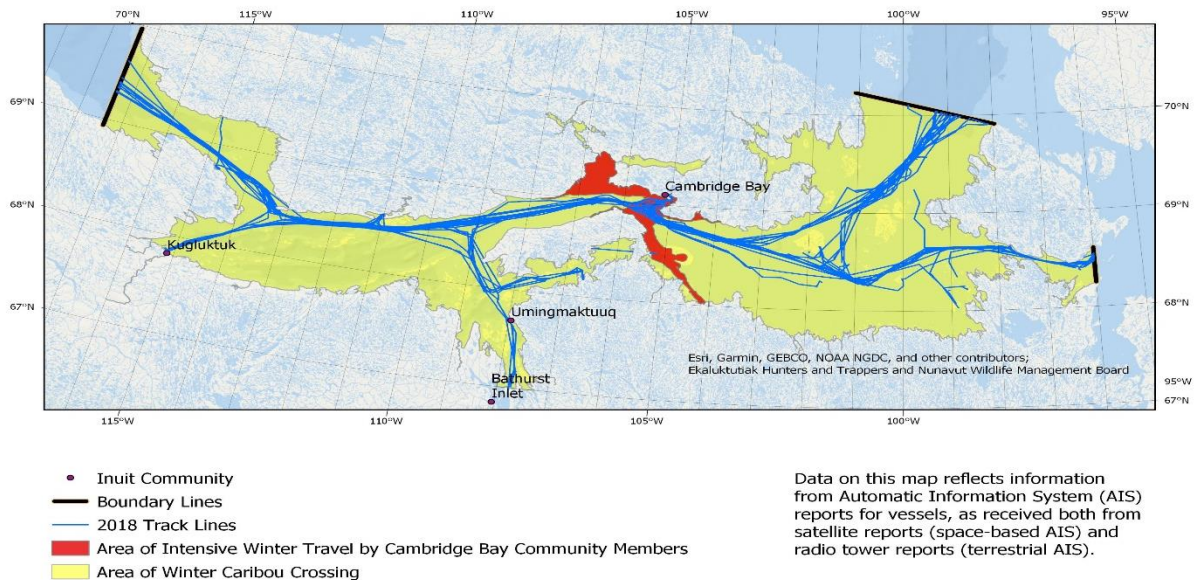 70°W 115°W 110°W 105°W 100°W 95°W
69°N
70°N
Cambridge Bay
68°N
69°N
Kugluktuk
67°N
68°N
Umingmaktuuq
Esri, Garmin, GEBCO, NOAA NGDC, and other contributors;
Ekaluktutiak Hunters and Trappers and Nunavut Wildlife Management Board
Bathurst
Inlet
95°W
67°N
115°W 110°W 105°W 100°W
Inuit Community
Boundary Lines
2018 Track Lines
Area of Intensive Winter Travel by Cambridge Bay Community Members
Area of Winter Caribou Crossing
Data on this map reflects information
from Automatic Information System (AIS)
reports for vessels, as received both from
satellite reports (space-based AIS) and
radio tower reports (terrestrial AIS).